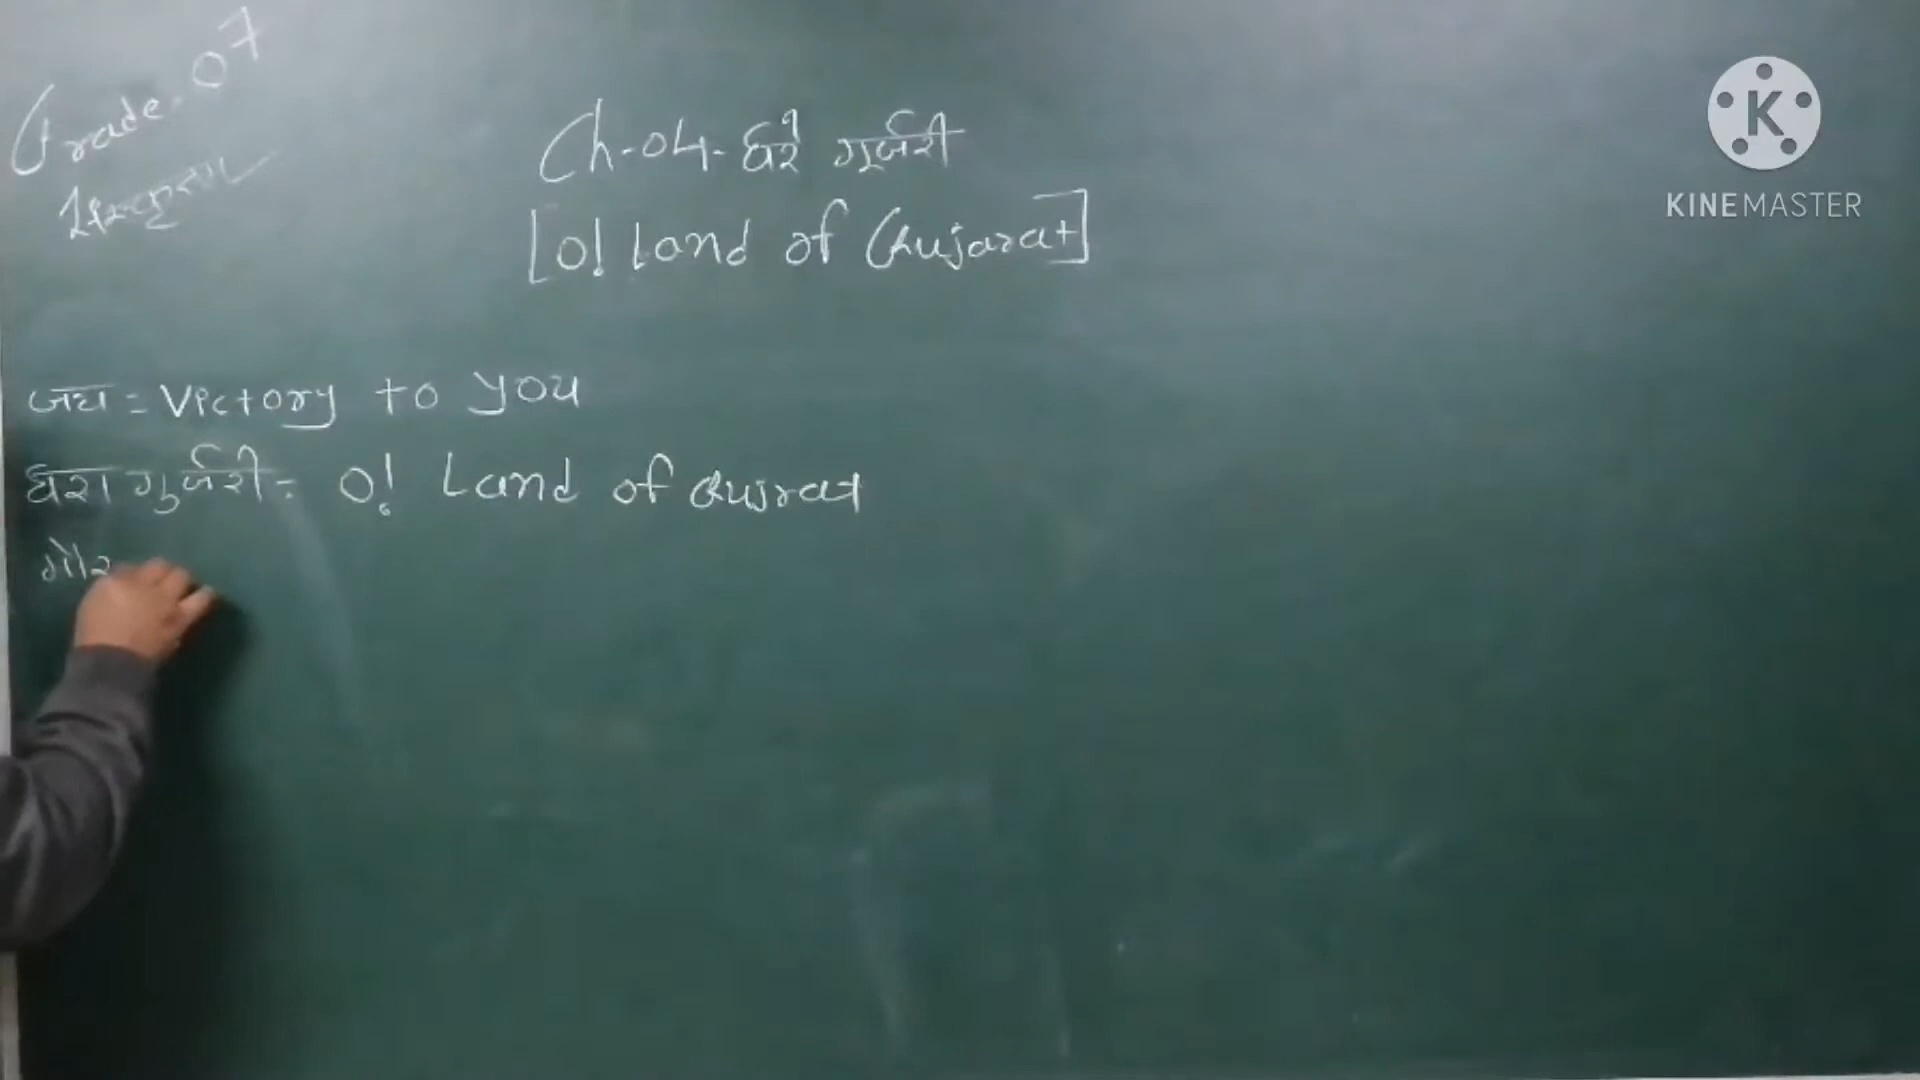 Grade-07
संस्कृतम्
Ch-04-धरे गूर्जरी
[O! Land of Gujarat]
जय = Victory to you
धरा गुर्जरी = O! Land of Gujrat
गौर
KINEMASTER